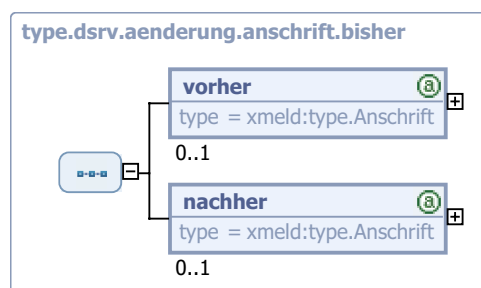 type.dsrv.aenderung.anschrift.bisher
vorher
type = xmeld:type.Anschrift
0..1
nachher
type = xmeld:type.Anschrift
0..1